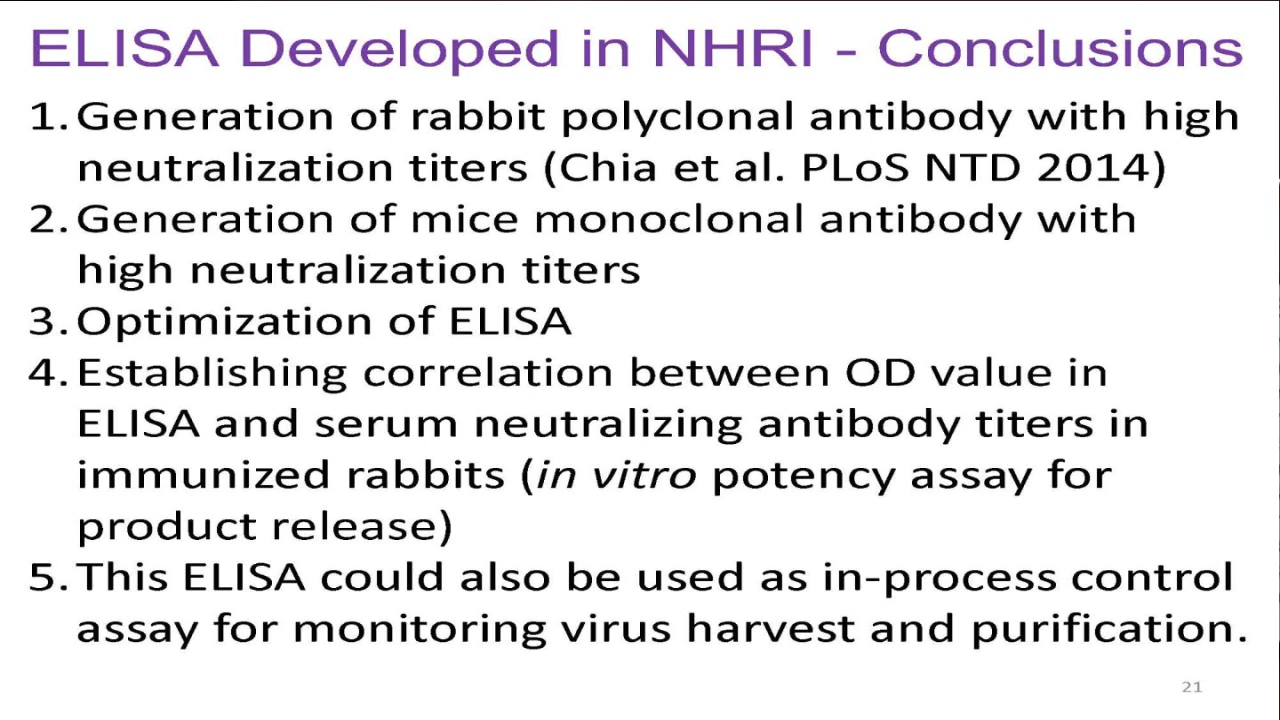 ELISA Developed in NHRI - Conclusions
1. Generation of rabbit polyclonal antibody with high
neutralization titers (Chia et al. PLoS NTD 2014)
2. Generation of mice monoclonal antibody with
high neutralization titers
3. Optimization of ELISA
4. Establishing correlation between OD value in
ELISA and serum neutralizing antibody titers in
immunized rabbits (in vitro potency assay for
product release)
5. This ELISA could also be used as in-process control
assay for monitoring virus harvest and purification.
21